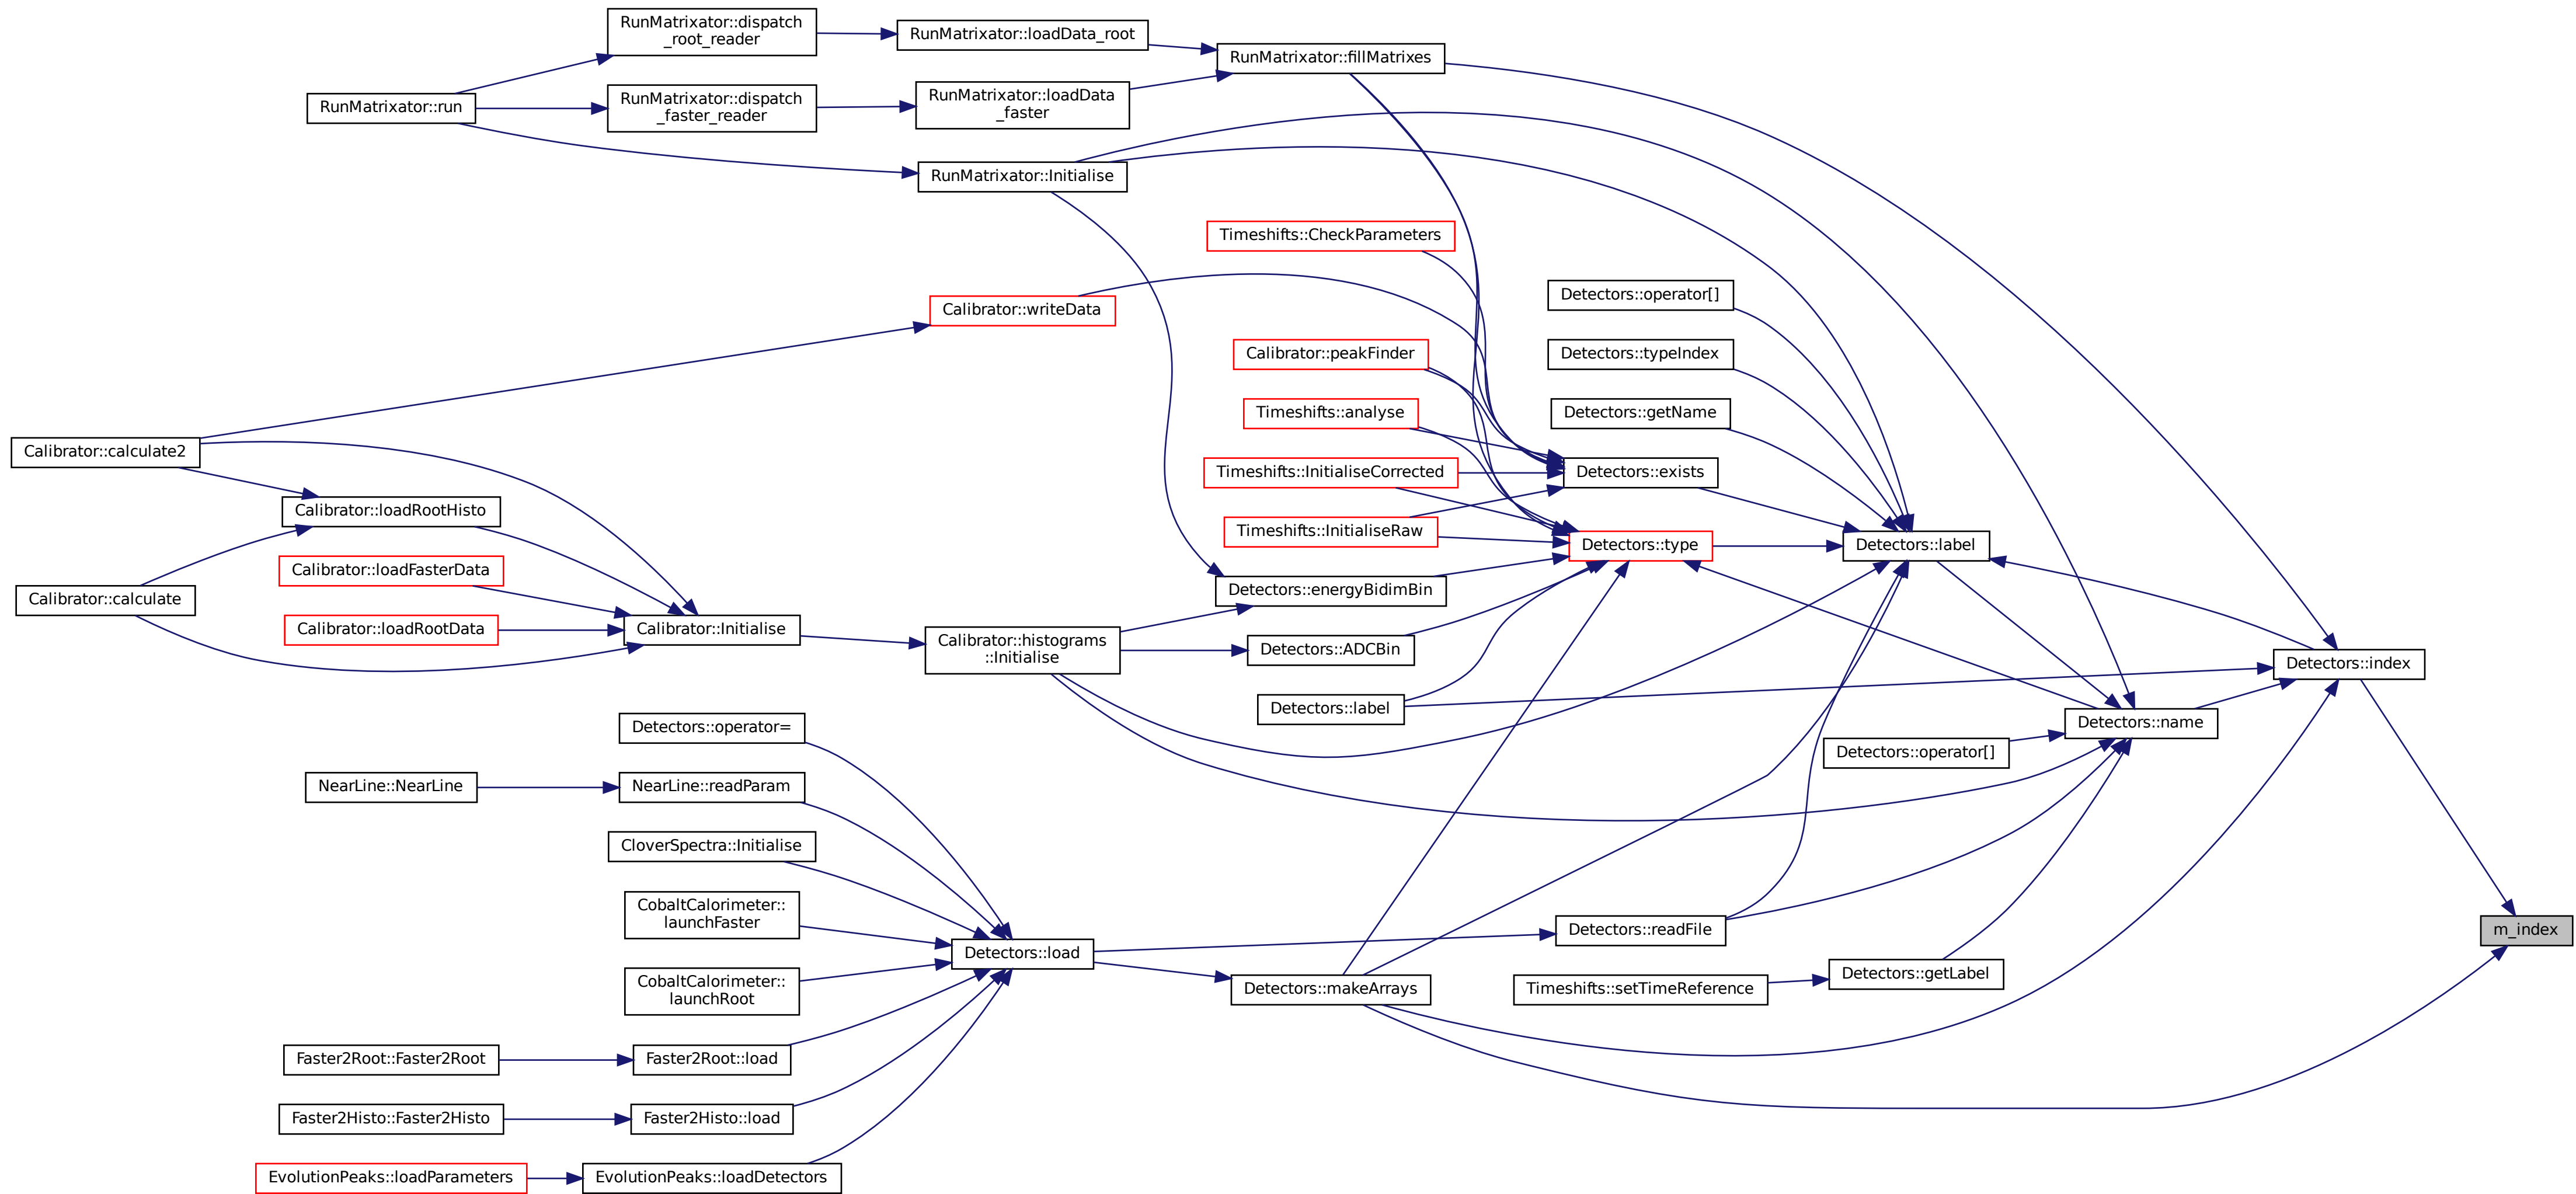 RunMatrixator::dispatch
_root_reader
RunMatrixator::loadData_root
RunMatrixator::fillMatrixes
RunMatrixator::run
RunMatrixator::dispatch
_faster_reader
RunMatrixator::loadData
_faster
RunMatrixator::Initialise
Timeshifts::CheckParameters
Calibrator::writeData
Detectors::operator[]
Calibrator::peakFinder
Detectors::typeIndex
Timeshifts::analyse
Detectors::getName
Calibrator::calculate2
Timeshifts::InitialiseCorrected
Detectors::exists
Calibrator::loadRootHisto
Timeshifts::InitialiseRaw
Detectors::type
Detectors::label
Calibrator::loadFasterData
Calibrator::calculate
Detectors::energyBidimBin
Calibrator::loadRootData
Calibrator::Initialise
Calibrator::histograms
::Initialise
Detectors::ADCBin
Detectors::index
Detectors::label
Detectors::operator=
Detectors::name
Detectors::operator[]
NearLine::NearLine
NearLine::readParam
CloverSpectra::Initialise
CobaltCalorimeter::
launchFaster
Detectors::readFile
m_index
Detectors::load
CobaltCalorimeter::
launchRoot
Detectors::makeArrays
Timeshifts::setTimeReference
Detectors::getLabel
Faster2Root::Faster2Root
Faster2Root::load
Faster2Histo::Faster2Histo
Faster2Histo::load
EvolutionPeaks::loadParameters
EvolutionPeaks::loadDetectors